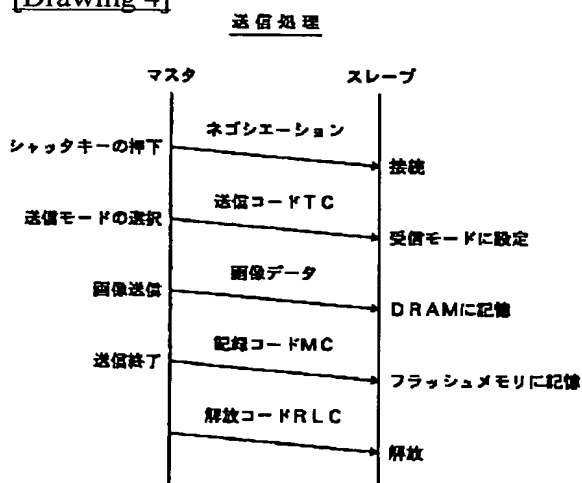 [Drawing 4]
送信処理
マスタ
スレーブ
ネゴシエーション
シャッタキーの押下
接続
送信コードTC
送信モードの選択
受信モードに設定
画像データ
画像送信
DRAMに記憶
記録コードMC
送信終了
フラッシュメモリに記憶
解放コードRLC
解放